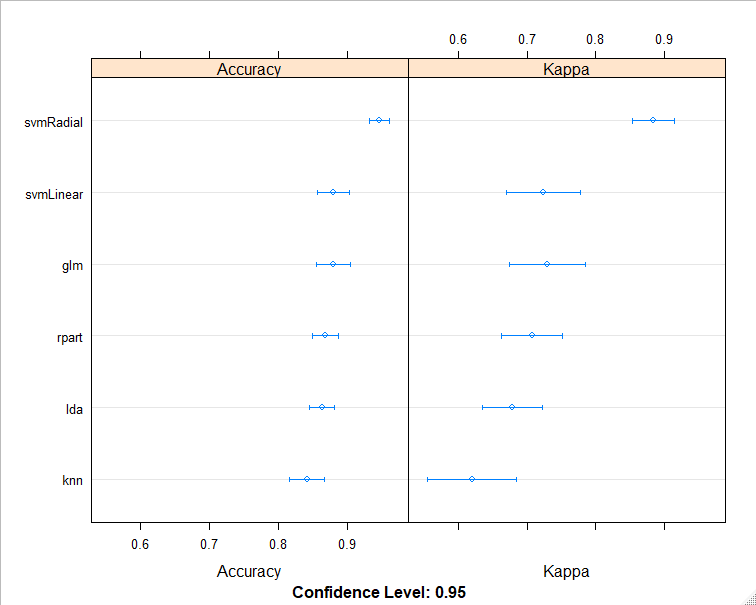 0.6 0.7 0.8 0.9
Accuracy Kappa
svmRadial
svmLinear
glm
rpart
lda
knn
0.6 0.7 0.8 0.9
Accuracy Kappa
Confidence Level: 0.95